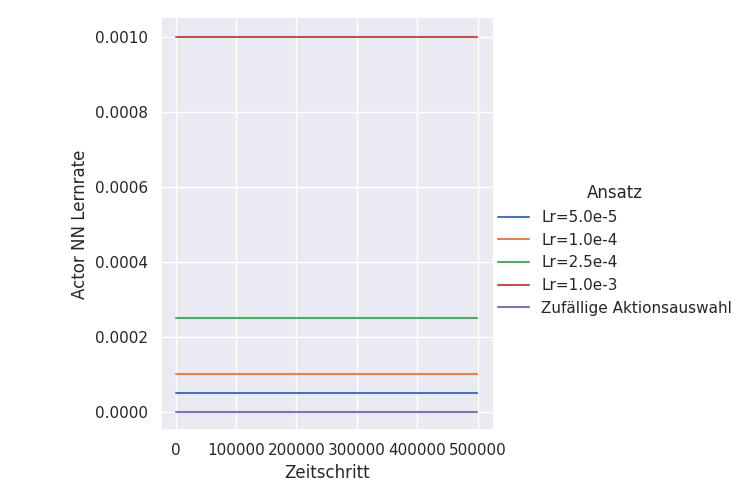 0.0010
0.0008
0.0006
0.0004
0.0002
0.0000
Actor NN Lernrate
0 100000 200000 300000 400000 500000
Zeitschritt
Ansatz
Lr=5.0e-5
Lr=1.0e-4
Lr=2.5e-4
Lr=1.0e-3
Zufällige Aktionsauswahl